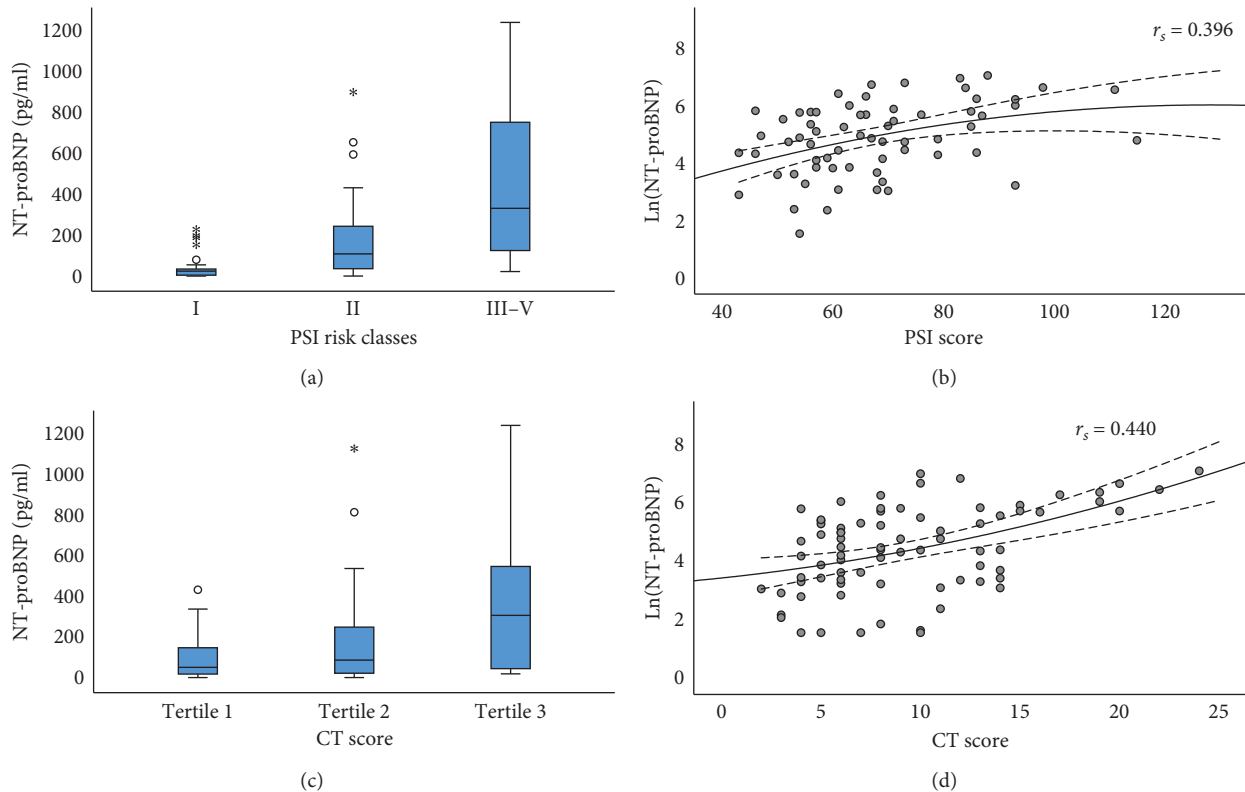 NT-proBNP (pg/ml)
1200
1000
800
600
400
200
0
I
II
III–V
PSI risk classes
(a)
Ln(NT-proBNP)
8
6
4
2
0
rs = 0.396
40
60
80
100
120
PSI score
(b)
NT-proBNP (pg/ml)
1200
1000
800
600
400
200
0
Tertile 1
Tertile 2
Tertile 3
CT score
(c)
Ln(NT-proBNP)
8
6
4
2
0
rs = 0.440
0
5
10
15
20
25
CT score
(d)